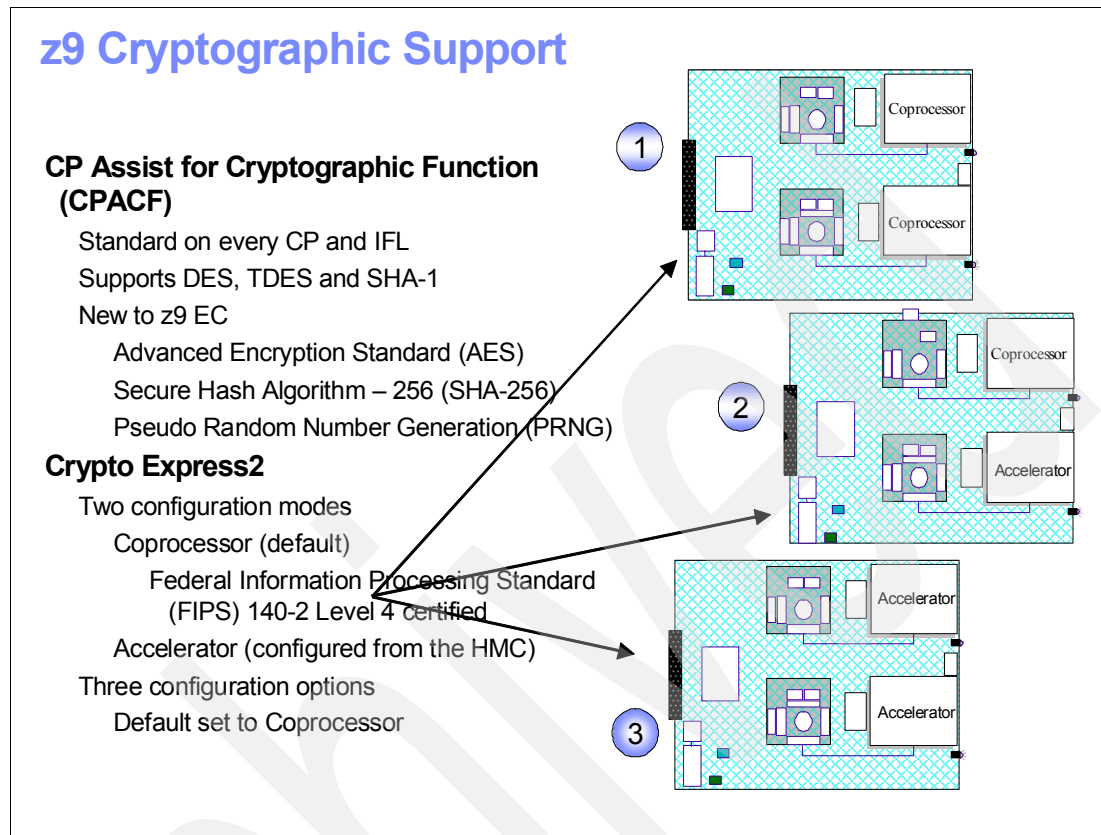 z9 Cryptographic Support
CP Assist for Cryptographic Function
(CPACF)
Standard on every CP and IFL
Supports DES, TDES and SHA-1
New to z9 EC
Advanced Encryption Standard (AES)
Secure Hash Algorithm – 256 (SHA-256)
Pseudo Random Number Generation (PRNG)
Crypto Express2
Two configuration modes
Coprocessor (default)
Federal Information Processing Standard
(FIPS) 140-2 Level 4 certified
Accelerator (configured from the HMC)
Three configuration options
Default set to Coprocessor
1
Coprocessor
Coprocessor
2
Coprocessor
Accelerator
3
Accelerator
Accelerator